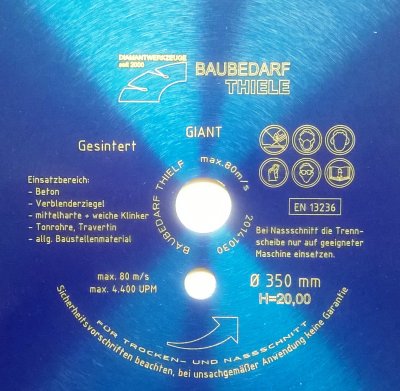 DIAMANTWERKZEUGE
seit 2000
BAUBEDARF
THIELE
GIANT
Gesintert
max.80m/s
BAUBEDARF THIELE
20141030
Einsatzbereich:
- Beton
- Verblenderziegel
- mittelharte + weiche Klinker
- Tonrohre, Travertin
- allg. Baustellenmaterial
EN 13236
Bei Nassschnitt die Trenn-
scheibe nur auf geeigneter
Maschine einsetzen.
max. 80 m/s
max. 4.400 UPM
Ø 350 mm
H=20,00
FÜR TROCKEN- UND NASSSCHNITT
Sicherheitsvorschriften beachten, bei unsachgemäßer Anwendung keine Garantie